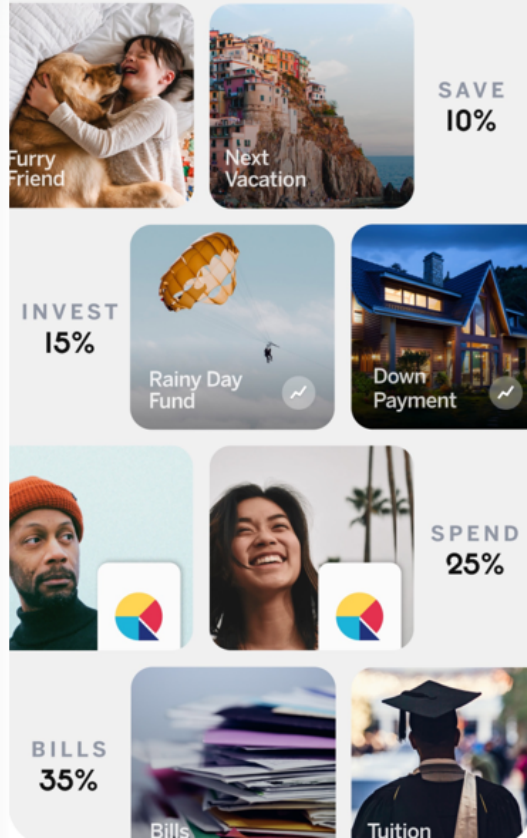 Furry
Friend
Next
Vacation
SAVE
10%
INVEST
15%
Rainy Day
Fund
Down
Payment
SPEND
25%
BILLS
35%
Bills
Tuition